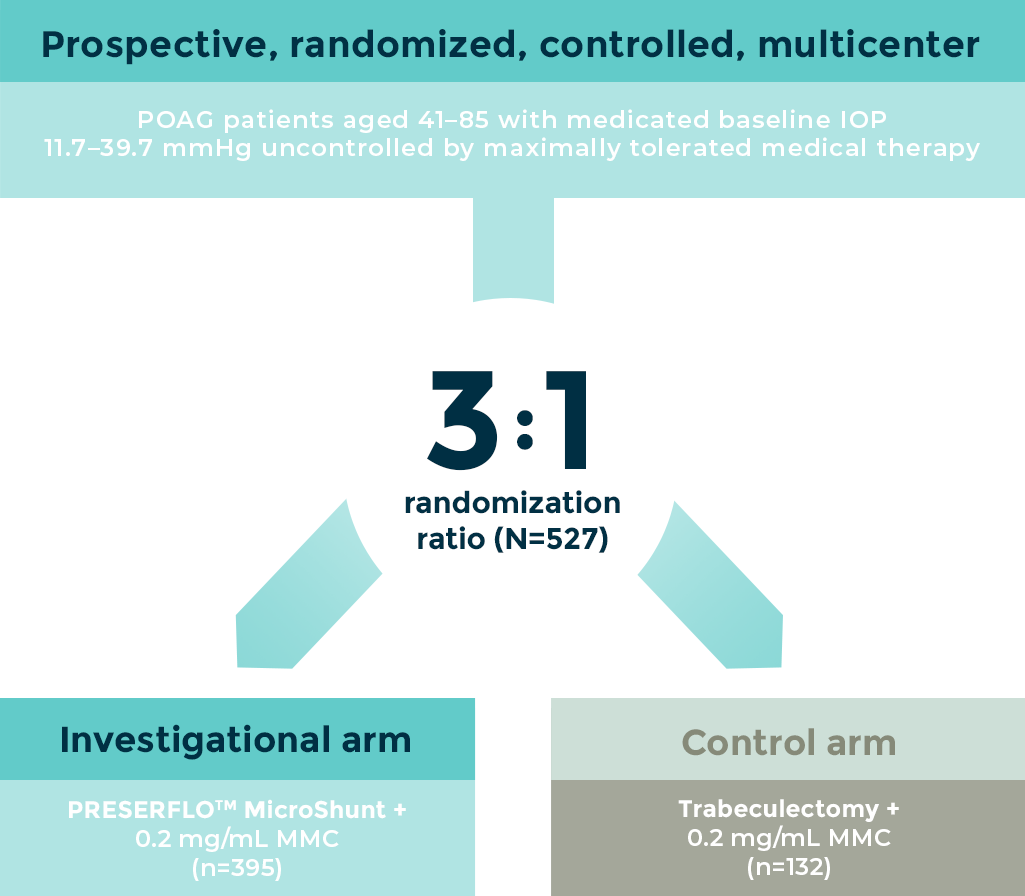 Prospective, randomized, controlled, multicenter
POAG patients aged 41–85 with medicated baseline IOP
11.7–39.7 mmHg uncontrolled by maximally tolerated medical therapy
3:1
randomization
ratio (N=527)
Investigational arm
PRESERFLO™ MicroShunt +
0.2 mg/mL MMC
(n=395)
Control arm
Trabeculectomy +
0.2 mg/mL MMC
(n=132)